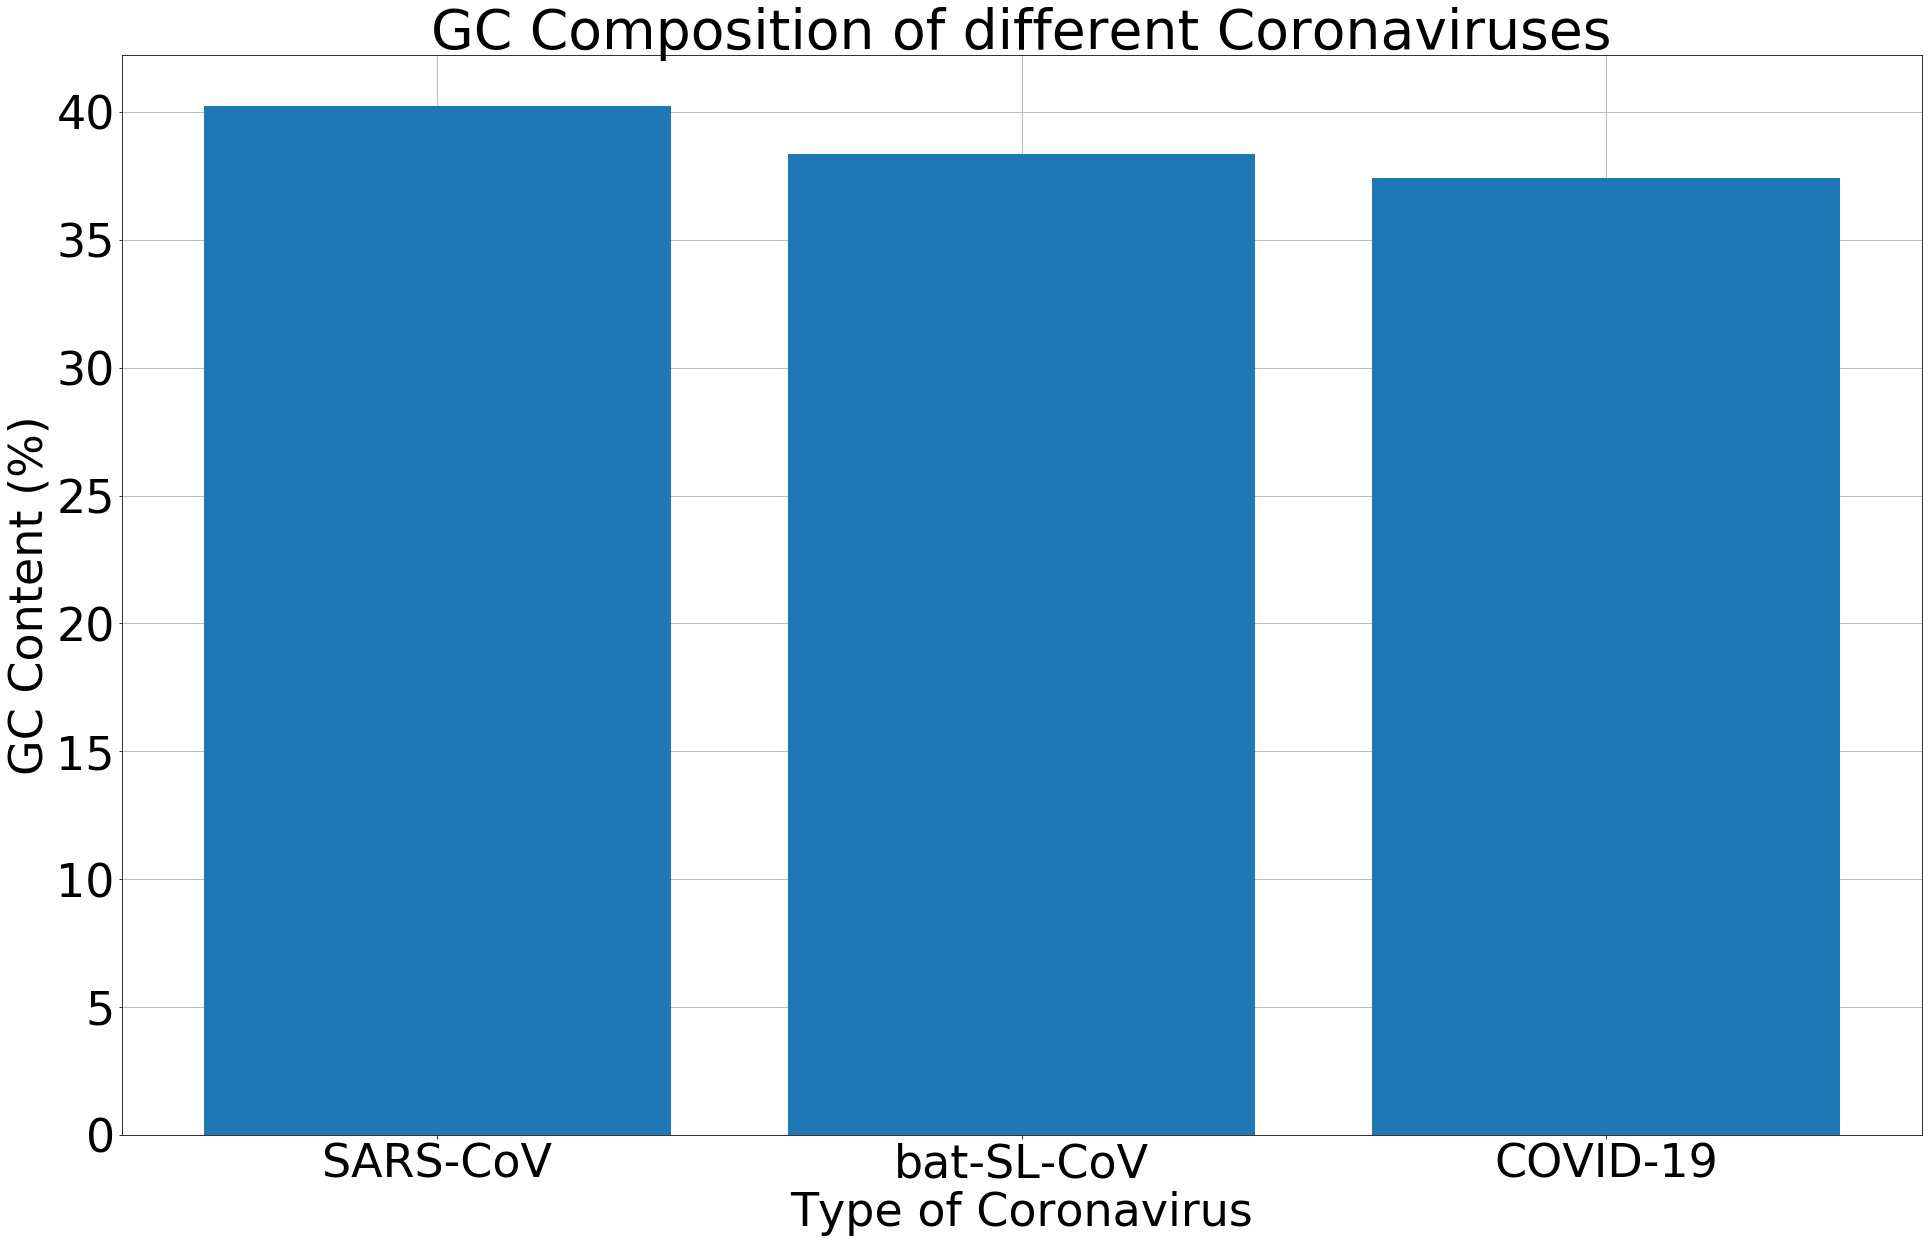 GC Composition of different Coronaviruses
GC Content (%)
40
35
30
25
20
15
10
5
0
SARS-CoV bat-SL-CoV COVID-19
Type of Coronavirus